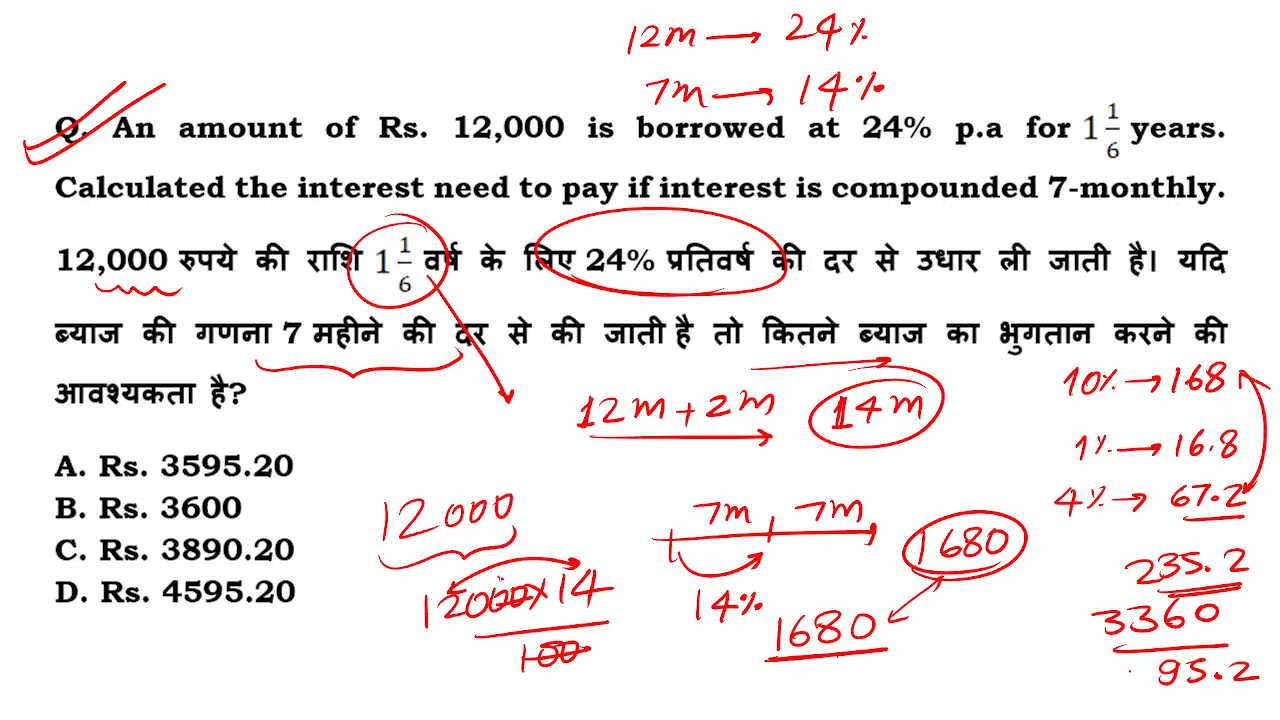 12m → 24%
7m → 14%
Q. An amount of Rs. 12,000 is borrowed at 24% p.a for 1 1/6 years.
Calculated the interest need to pay if interest is compounded 7-monthly.
12,000 रुपये की राशि 1 1/6 वर्ष के लिए 24% प्रतिवर्ष की दर से उधार ली जाती है। यदि
ब्याज की गणना 7 महीने की दर से की जाती है तो कितने ब्याज का भुगतान करने की
आवश्यकता है?
10% → 168
12m + 2m 14m
1% → 16.8
A. Rs. 3595.20
4% → 67.2
B. Rs. 3600
12000
7m 7m
1680
C. Rs. 3890.20
235.2
D. Rs. 4595.20
12000×14
14%
3360
100
1680
95.2